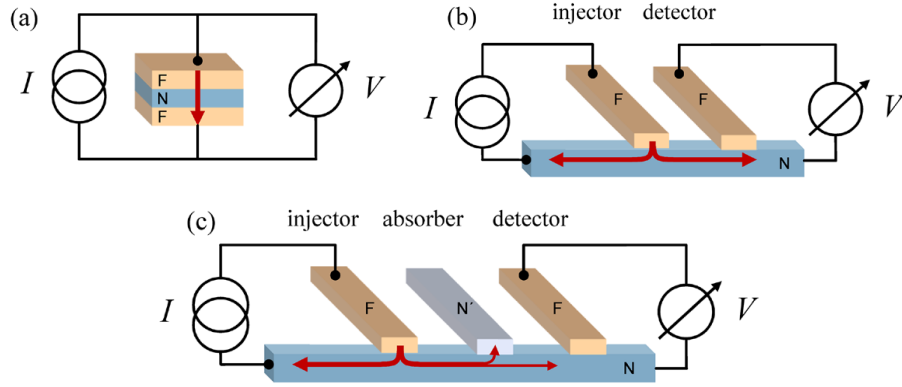 (a)
I
F
N
F
V
(b)
injector detector
I
F
F
N
V
(c)
injector absorber detector
I
F
N′
F
N
V